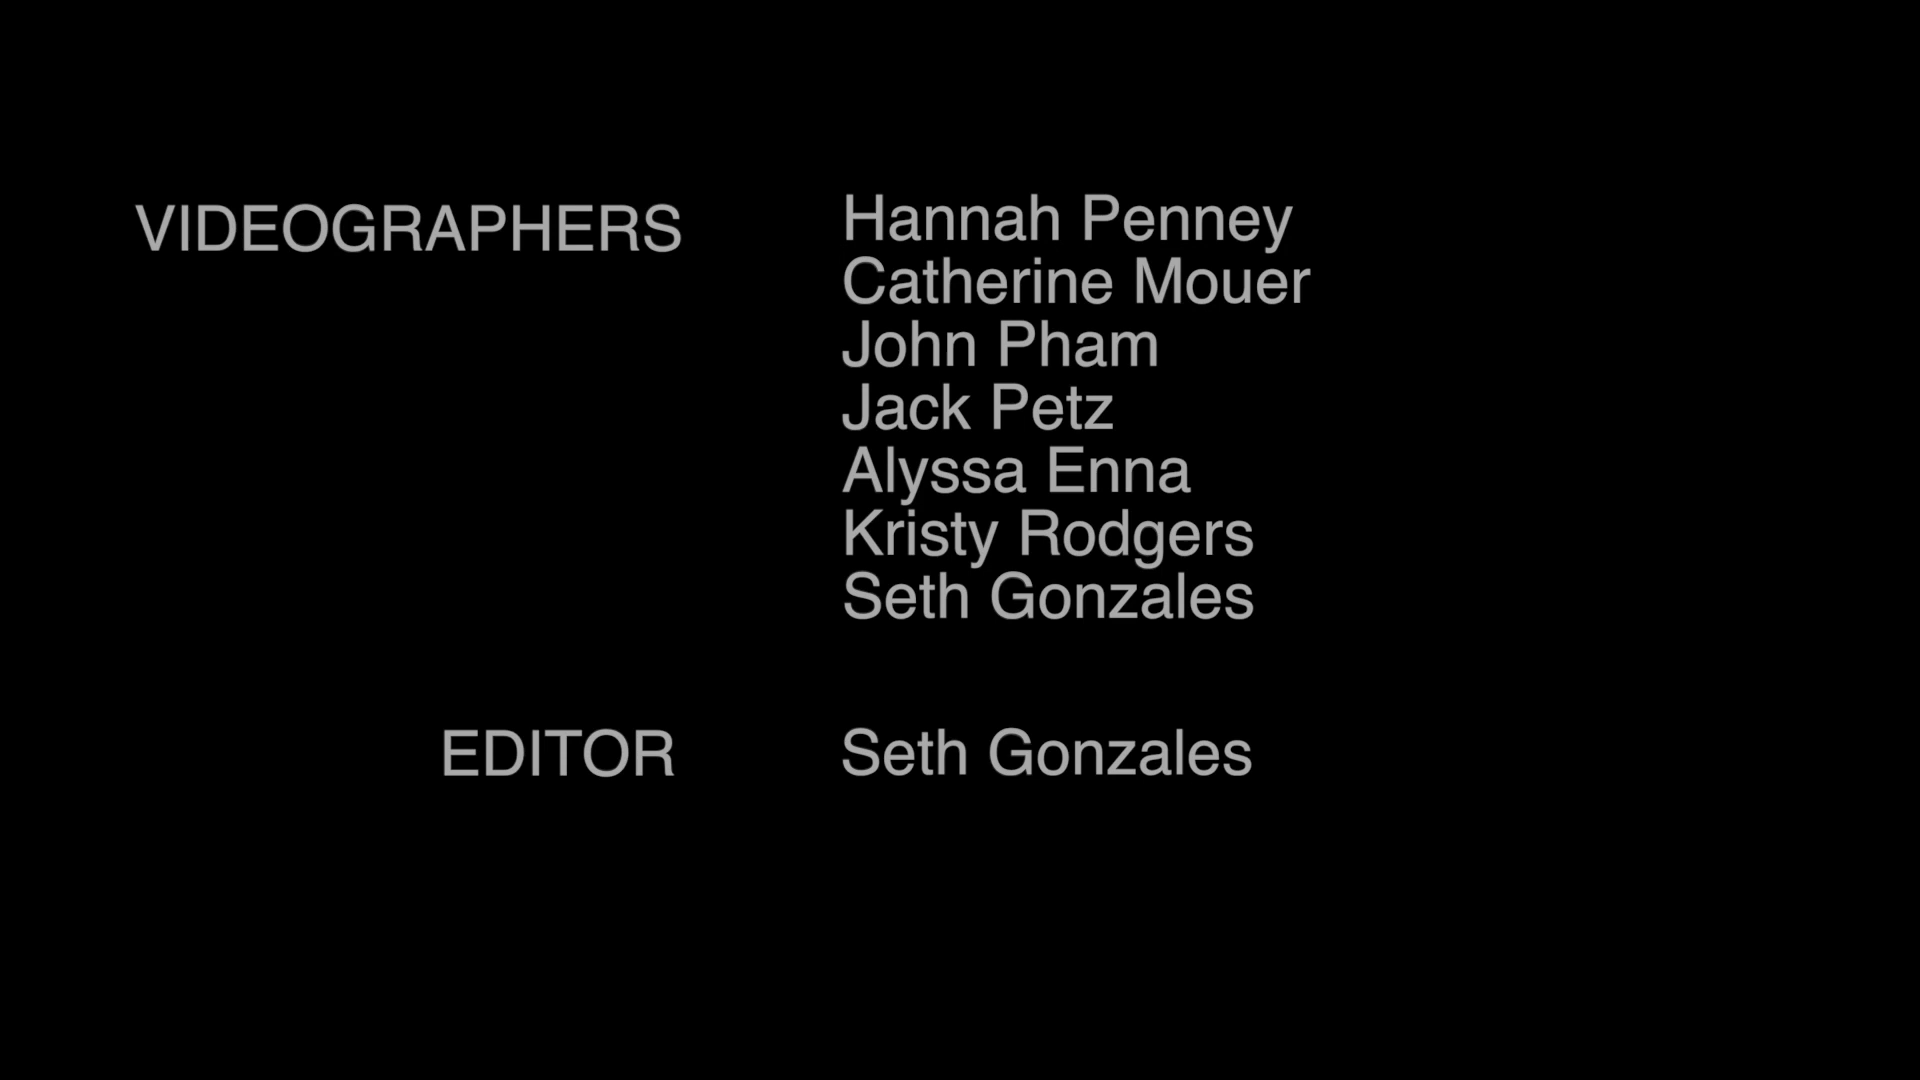 VIDEOGRAPHERS Hannah Penney
Catherine Mouer
John Pham
Jack Petz
Alyssa Enna
Kristy Rodgers
Seth Gonzales
EDITOR Seth Gonzales